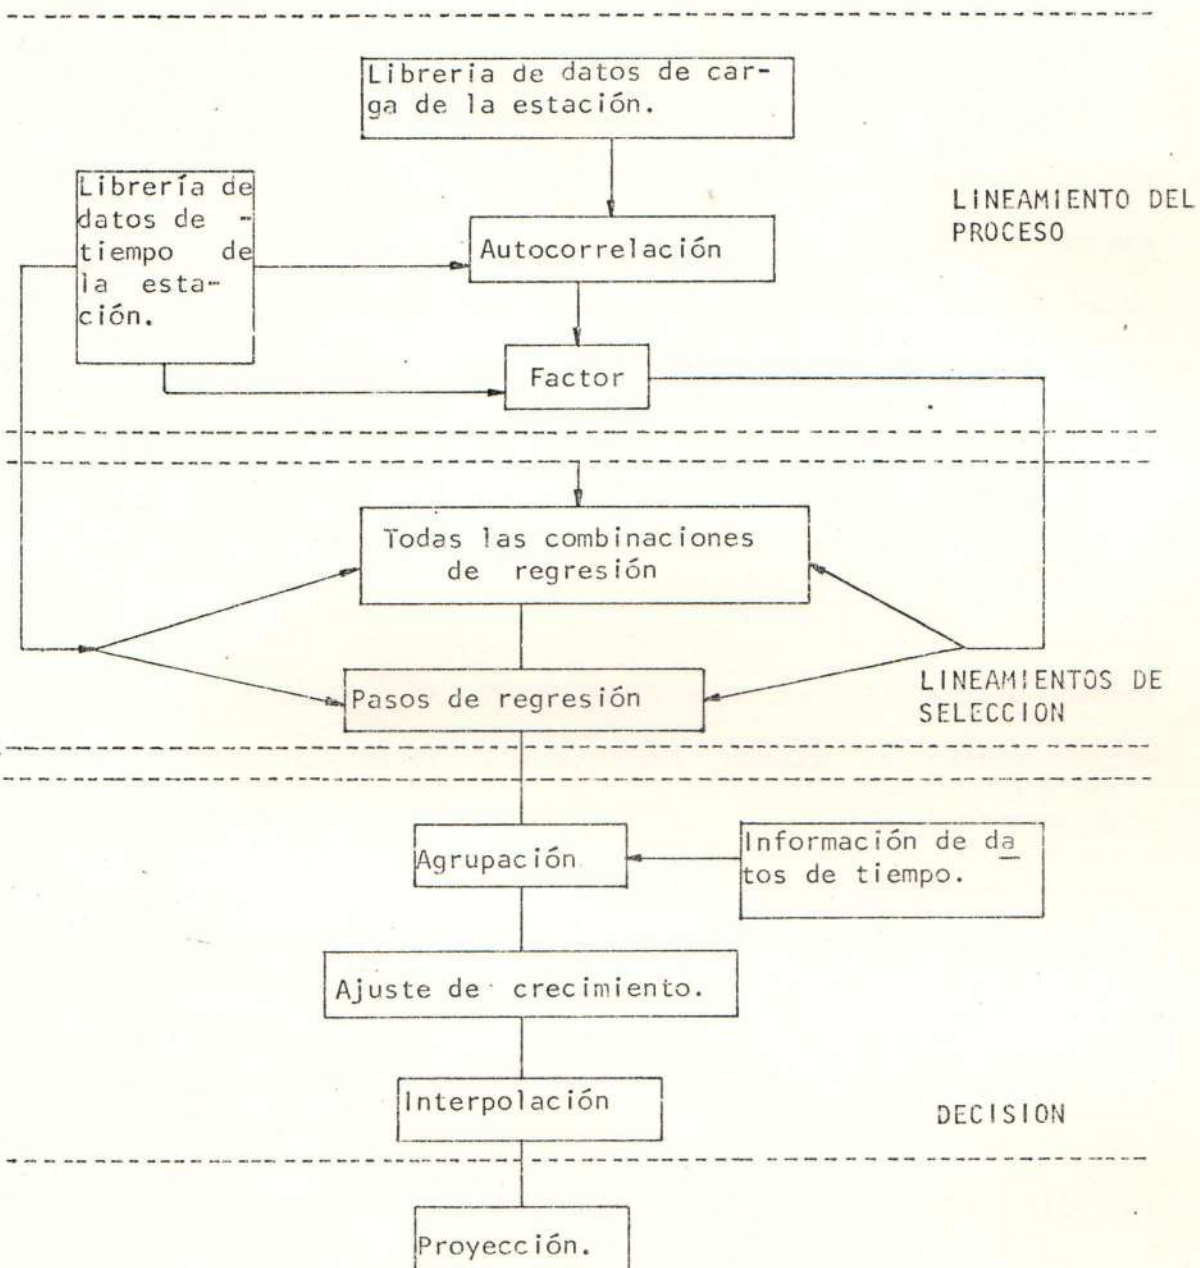 Librería de datos de car-
ga de la estación.
Librería de
datos de -
tiempo de
la esta-
ción.
LINEAMIENTO DEL
PROCESO
Autocorrelación
Factor
Todas las combinaciones
de regresión
Pasos de regresión
LINEAMIENTOS DE
SELECCION
Agrupación
Información de da
tos de tiempo.
Ajuste de crecimiento.
Interpolación
DECISION
Proyección.